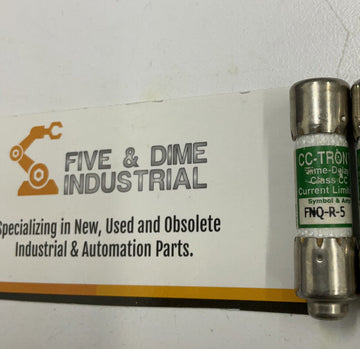 FIVE & DIME
INDUSTRIAL
Specializing in New, Used and Obsolete
Industrial & Automation Parts.
CC-TRON
Time-Delay
Class CC
Current Limit
Symbol & Amp
FNQ-R-5